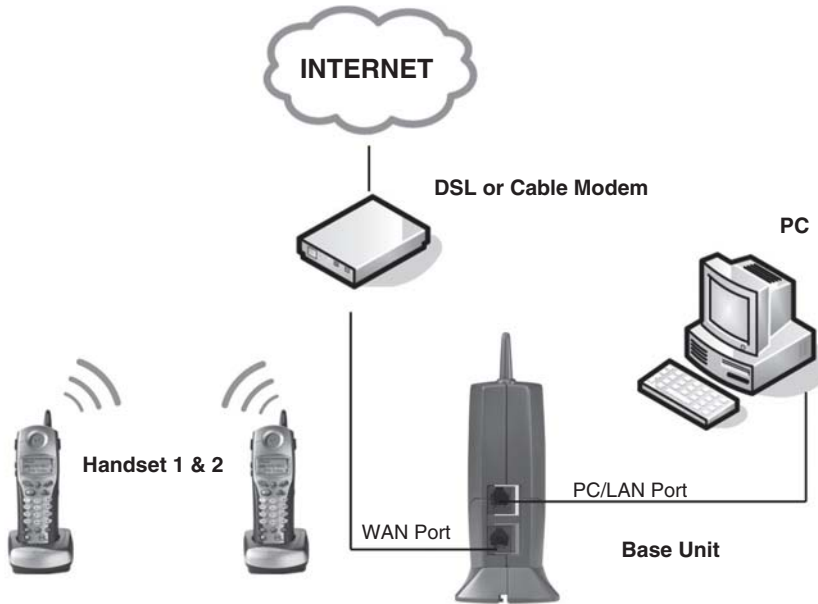 INTERNET
DSL or Cable Modem
PC
Handset 1 & 2
PC/LAN Port
WAN Port
Base Unit